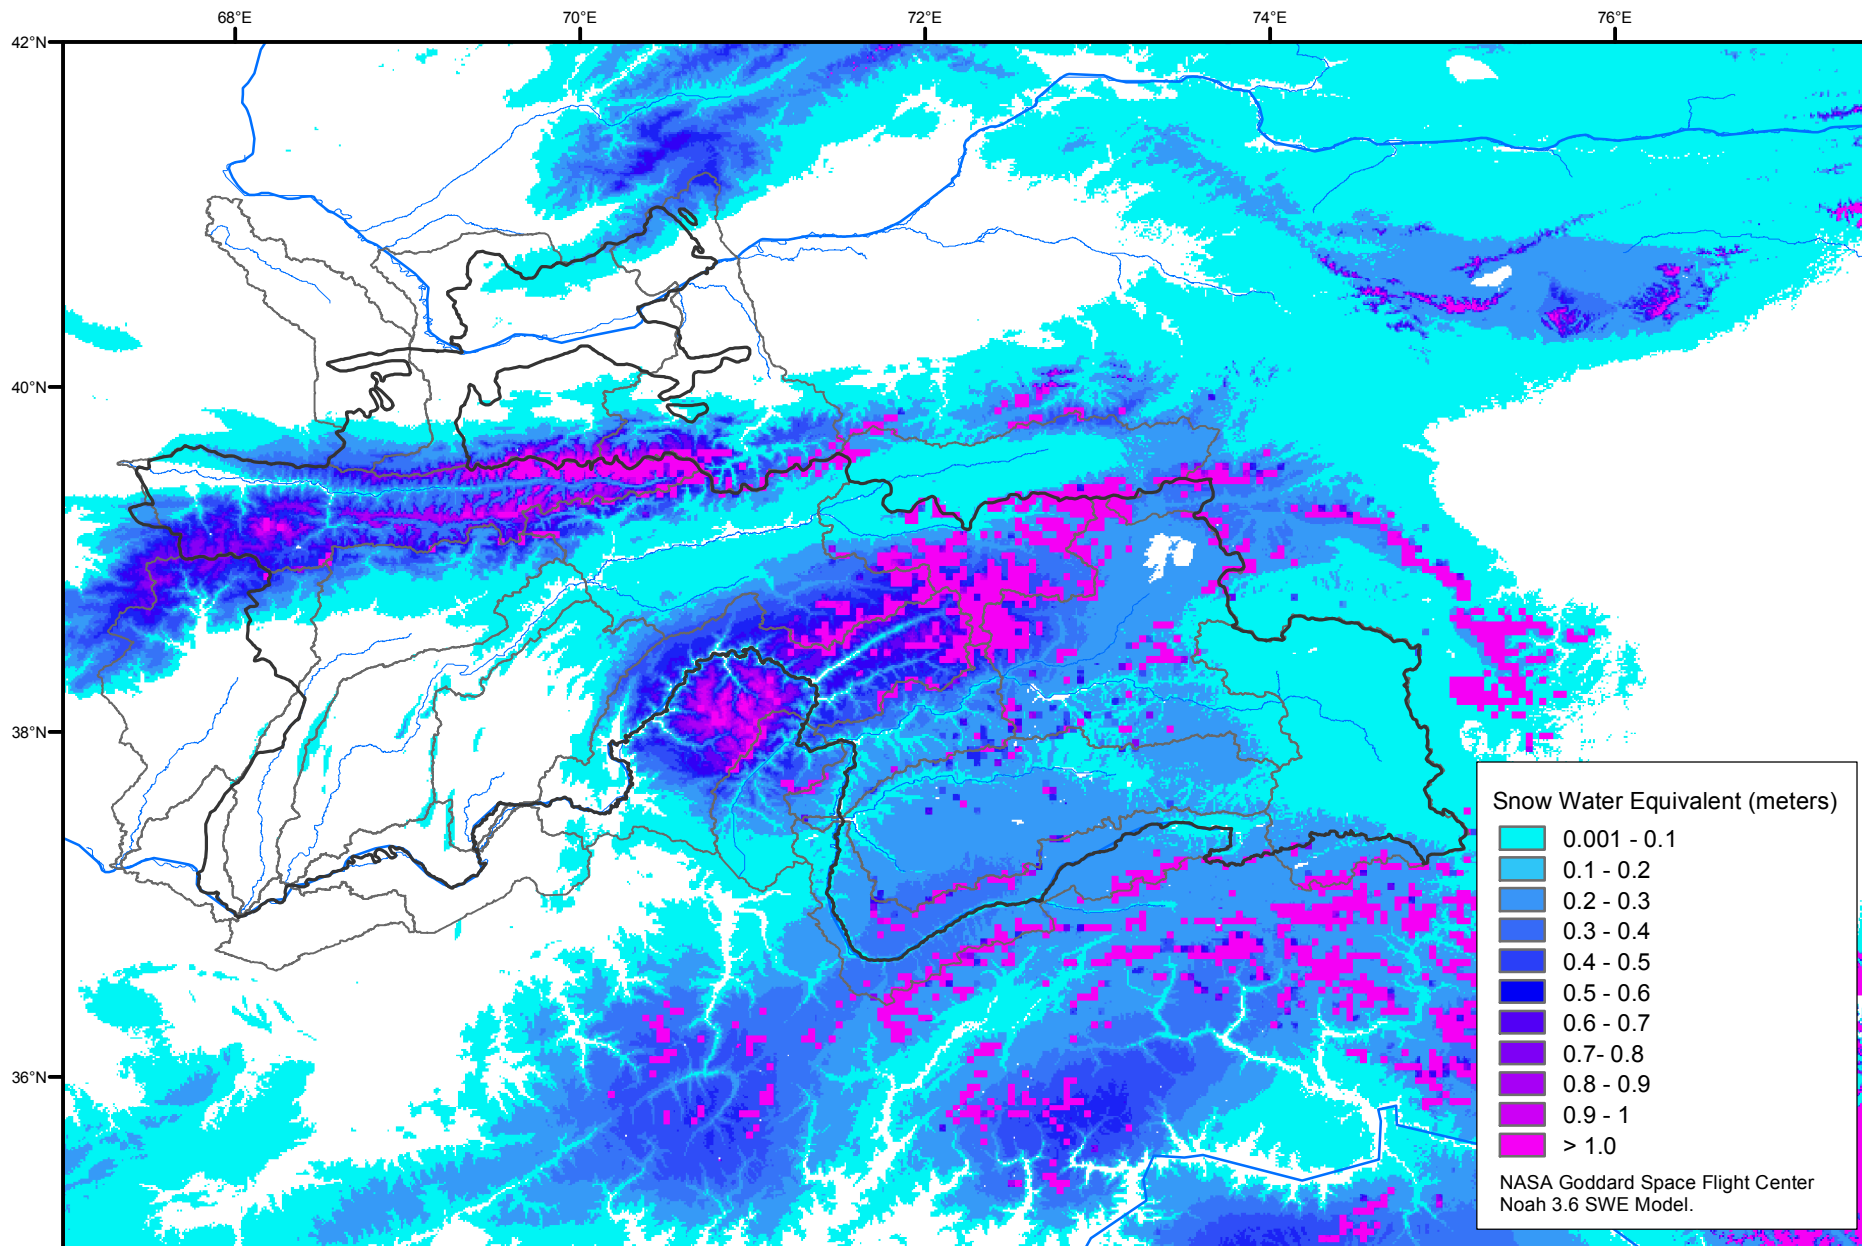 68°E
70°E
72°E
74°E
76°E
42°N
40°N
38°N
36°N
Snow Water Equivalent (meters)
0.001 - 0.1
0.1 - 0.2
0.2 - 0.3
0.3 - 0.4
0.4 - 0.5
0.5 - 0.6
0.6 - 0.7
0.7- 0.8
0.8 - 0.9
0.9 - 1
> 1.0
NASA Goddard Space Flight Center
Noah 3.6 SWE Model.